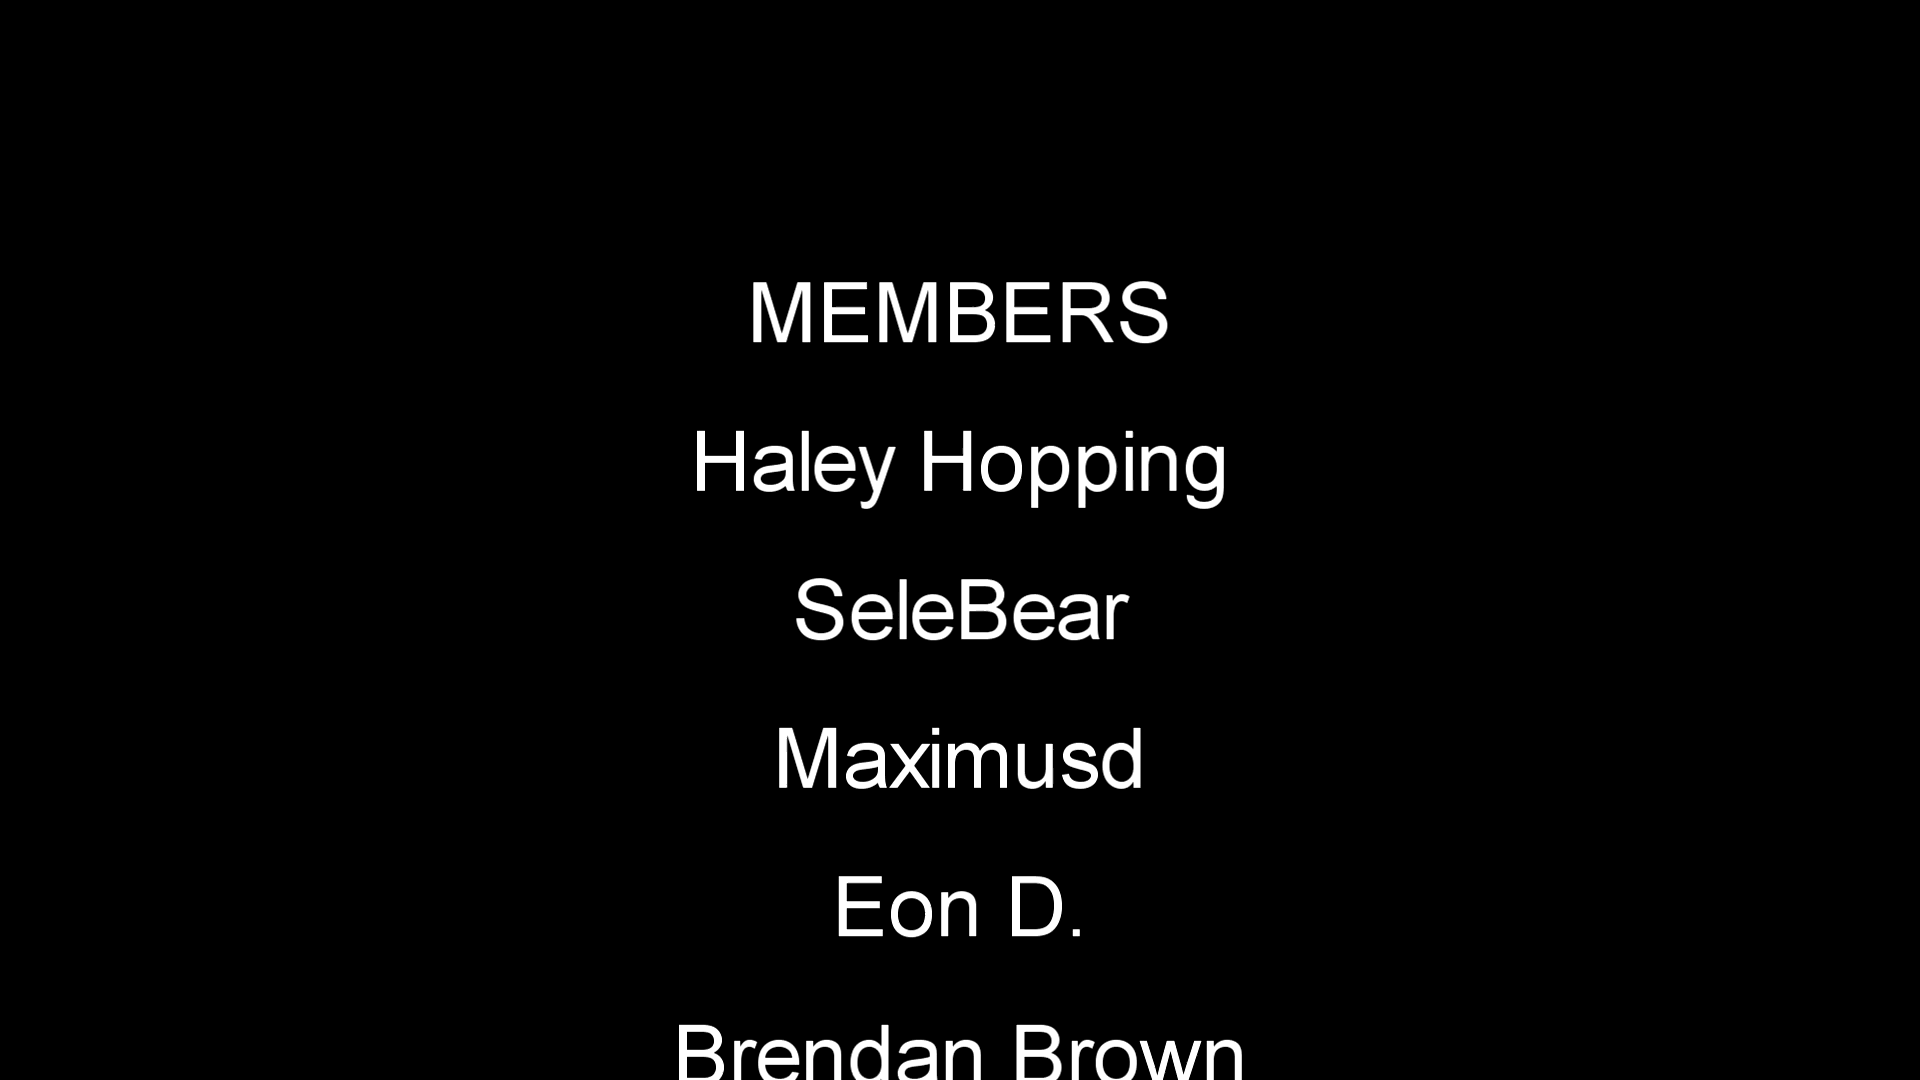 MEMBERS
Haley Hopping
SeleBear
Maximusd
Eon D.
Brendan Brown